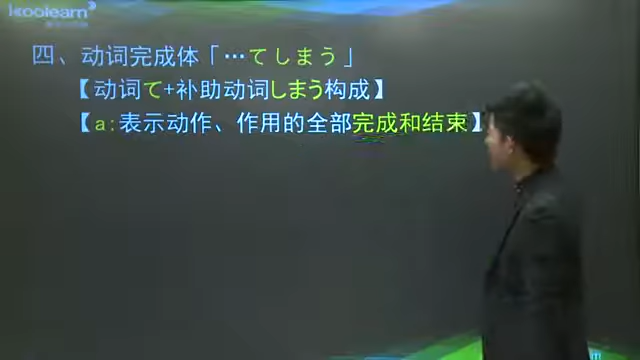 koolearn
四、动词完成体「…てしまう」
【动词て+补助动词しまう构成】
【a:表示动作、作用的全部完成和结束】